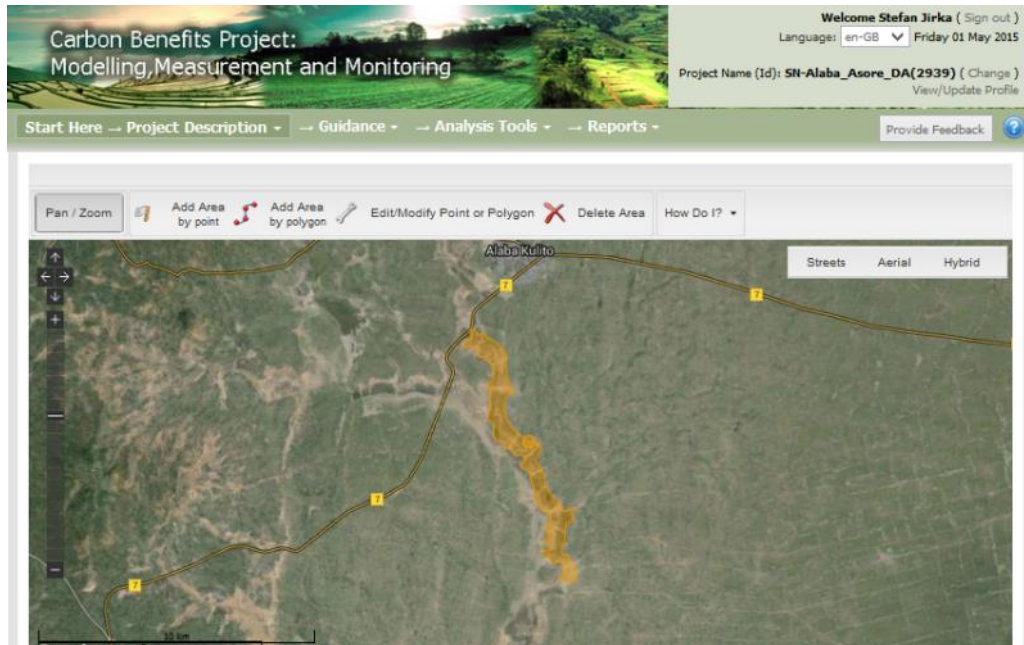 Carbon Benefits Project:
Modelling,Measurement and Monitoring
Welcome Stefan Jirka ( Sign out )
Language: en-GB Friday 01 May 2015
Project Name (Id): SN-Alaba_Asore_DA(2939) ( Change )
View/Update Profile
Start Here → Project Description → Guidance → Analysis Tools → Reports
Provide Feedback ?
Pan / Zoom
Add Area
by point
Add Area
by polygon
Edit/Modify Point or Polygon
Delete Area
How Do I?
Alaba Kulito
Streets Aerial Hybrid
7
7
7
7
10 km